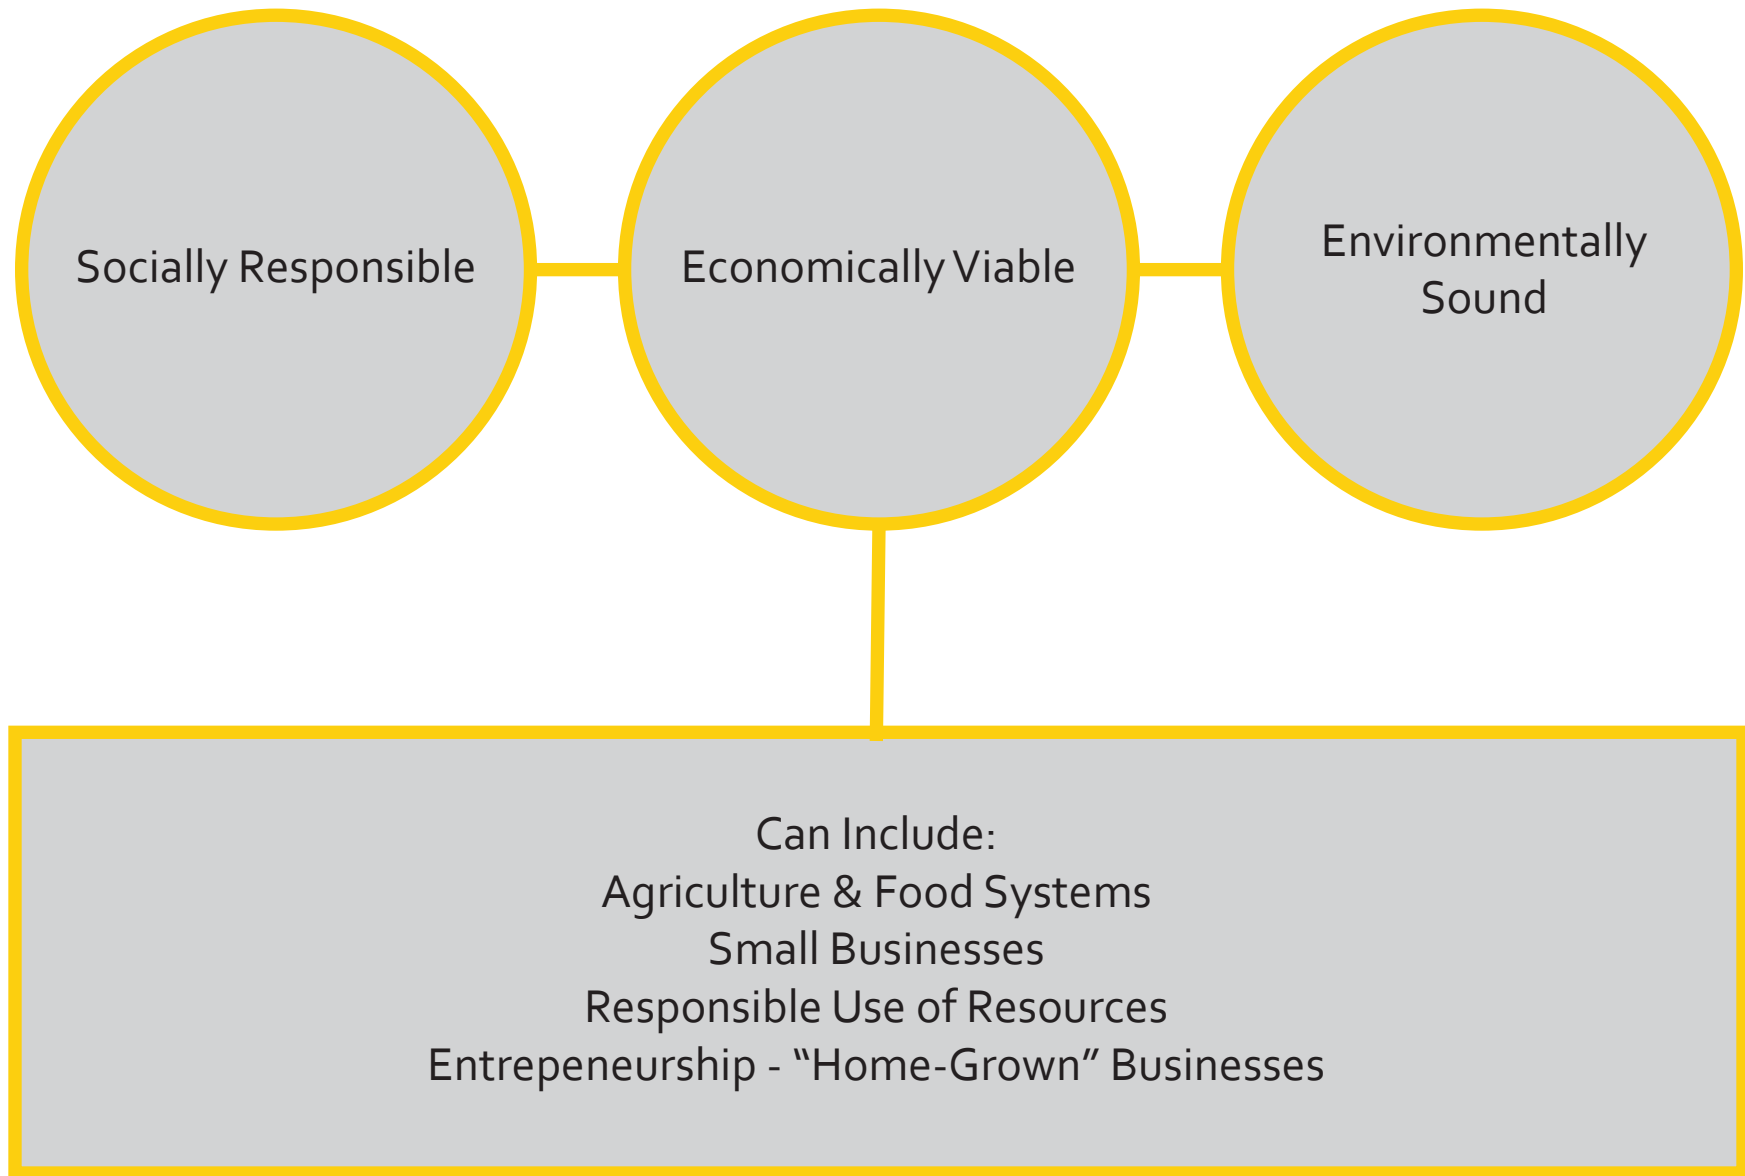 Socially Responsible
Economically Viable
Environmentally
Sound
Can Include:
Agriculture & Food Systems
Small Businesses
Responsible Use of Resources
Entrepeneurship - “Home-Grown” Businesses